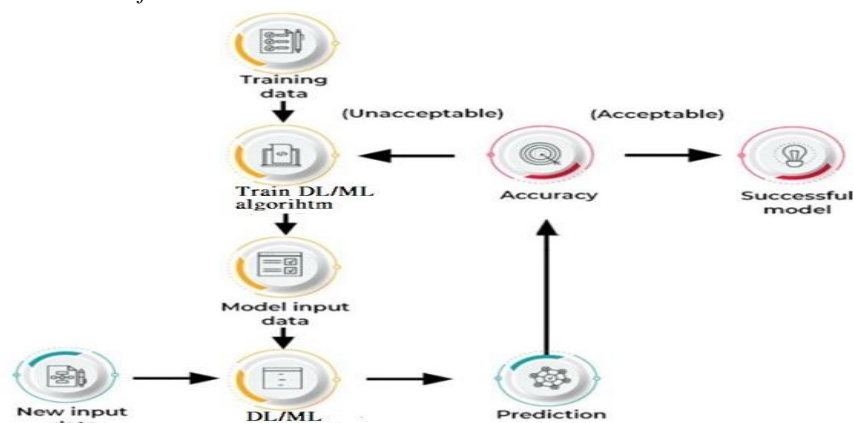 Training
data
(Unacceptable)
(Acceptable)
Train DL/ML
algorihtm
Accuracy
Successful
model
Model input
data
New input
DL/ML
Prediction